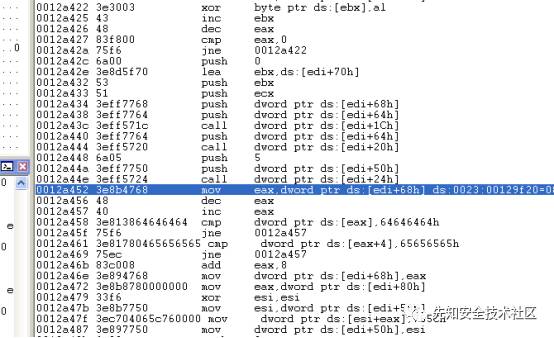 0012a422 3e3003 xor byte ptr ds:[ebx],al
0012a425 43 inc ebx
0012a426 48 dec eax
0012a427 83f800 cmp eax,0
0012a42a 75f6 jne 0012a422
0012a42c 6a00 push 0
0012a42e 3e8d5f70 lea ebx,ds:[edi+70h]
0012a432 53 push ebx
0012a433 51 push ecx
0012a434 3eff7768 push dword ptr ds:[edi+68h]
0012a438 3eff7764 push dword ptr ds:[edi+64h]
0012a43c 3eff571c call dword ptr ds:[edi+1Ch]
0012a440 3eff7764 push dword ptr ds:[edi+64h]
0012a444 3eff5720 call dword ptr ds:[edi+20h]
0012a448 6a05 push 5
0012a44a 3eff7750 push dword ptr ds:[edi+50h]
0012a44e 3eff5724 call dword ptr ds:[edi+24h]
0012a452 3e8b4768 mov eax,dword ptr ds:[edi+68h] ds:0023:00129f20=0
0012a456 48 dec eax
0012a457 40 inc eax
0012a458 3e813864646464 cmp dword ptr ds:[eax],64646464h
0012a45f 75f6 jne 0012a457
0012a461 3e81780465656565 cmp dword ptr ds:[eax+4],65656565h
0012a469 75ec jne 0012a457
0012a46b 83c008 add eax,8
0012a46e 3e894768 mov dword ptr ds:[edi+68h],eax
0012a472 3e8b8780000000 mov eax,dword ptr ds:[edi+80h]
0012a479 33f6 xor esi,esi
0012a47b 3e8b7750 mov esi,dword ptr ds:[edi+5
先知安全技术社区
0012a47f 3ec704065c760000 mov ds:[esi+eax]
0012a487 3e897750 mov dword ptr ds:[edi+50h],esi
0
0
e
0
e